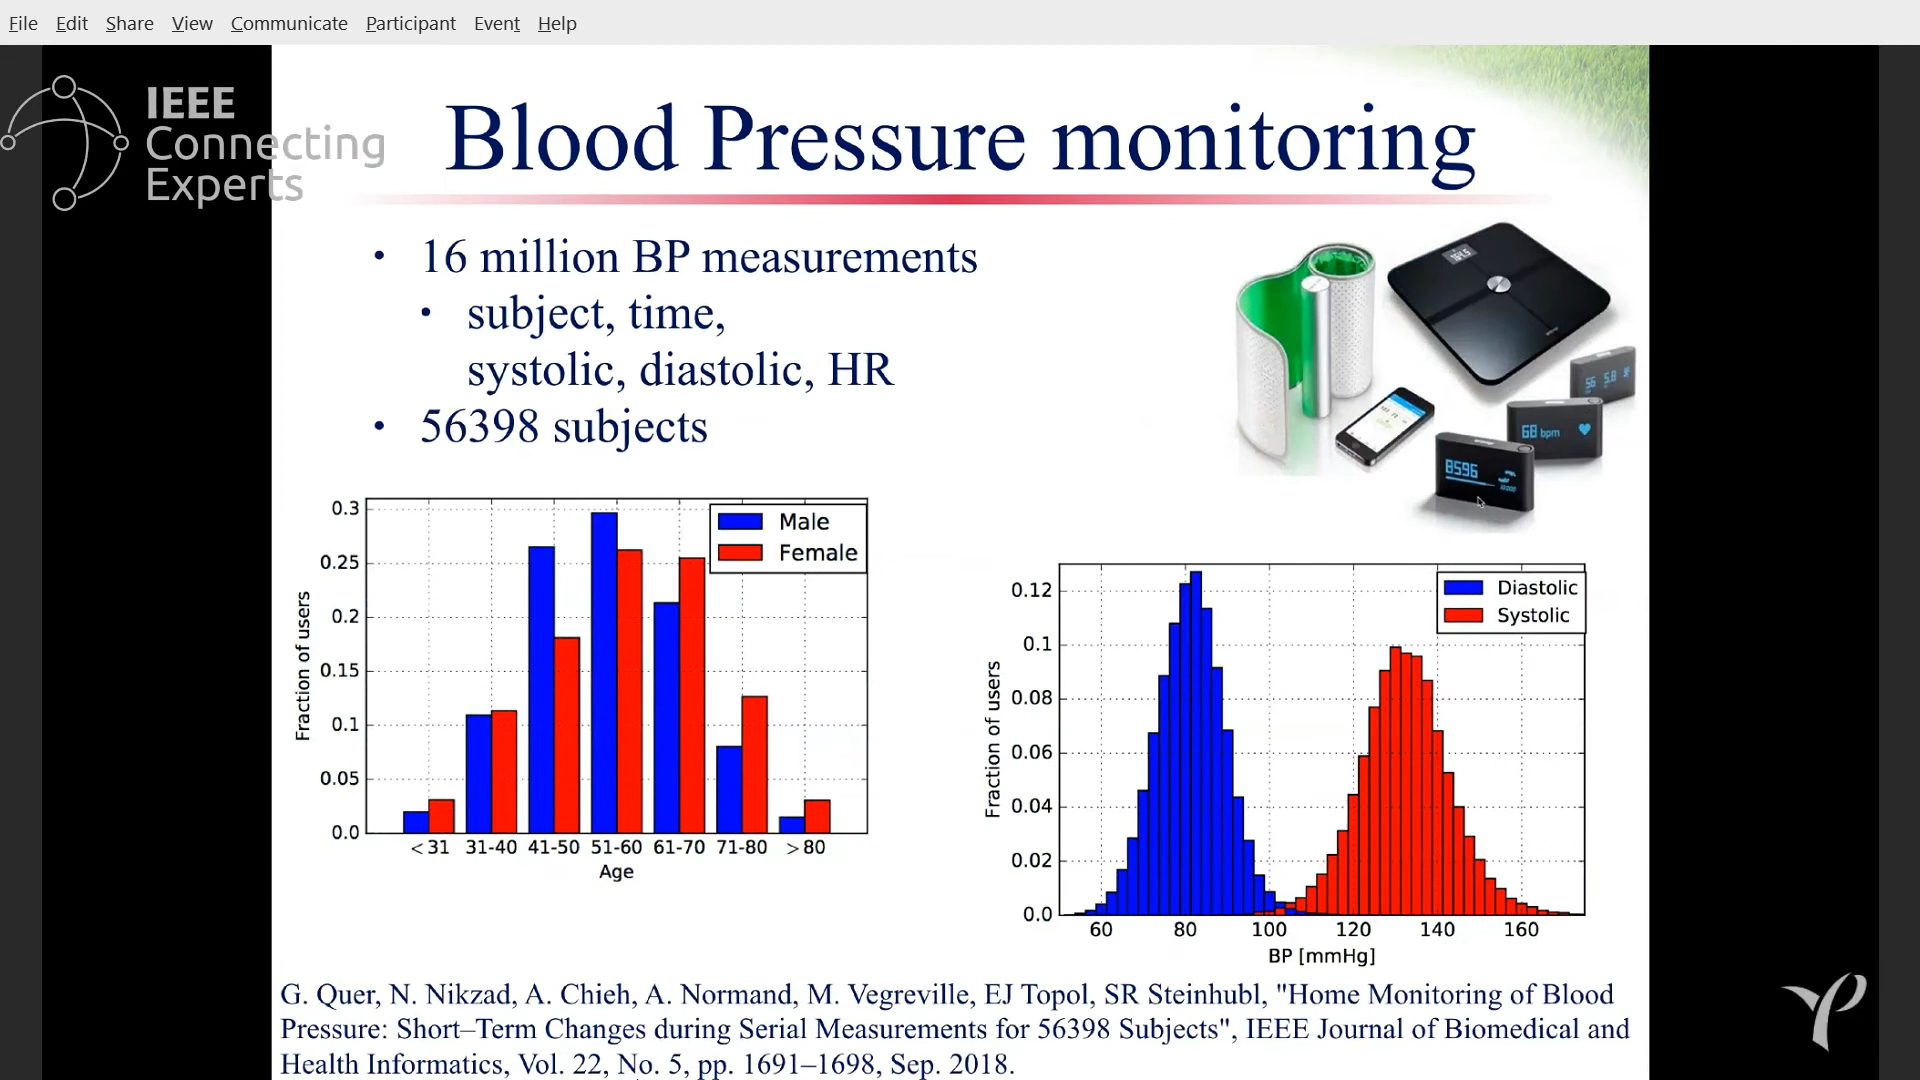 File Edit Share View Communicate Participant Event Help
IEEE
Connecting
Experts
Blood Pressure monitoring
• 16 million BP measurements
• subject, time,
systolic, diastolic, HR
• 56398 subjects
56 5.8
68 bpm
8596
Male
Female
0.3
0.25
0.2
0.15
0.1
0.05
0.0
Fraction of users
<31 31-40 41-50 51-60 61-70 71-80 >80
Age
Diastolic
Systolic
0.12
0.1
0.08
0.06
0.04
0.02
0.0
Fraction of users
60 80 100 120 140 160
BP [mmHg]
G. Quer, N. Nikzad, A. Chieh, A. Normand, M. Vegreville, EJ Topol, SR Steinhubl, "Home Monitoring of Blood
Pressure: Short–Term Changes during Serial Measurements for 56398 Subjects", IEEE Journal of Biomedical and
Health Informatics, Vol. 22, No. 5, pp. 1691–1698, Sep. 2018.